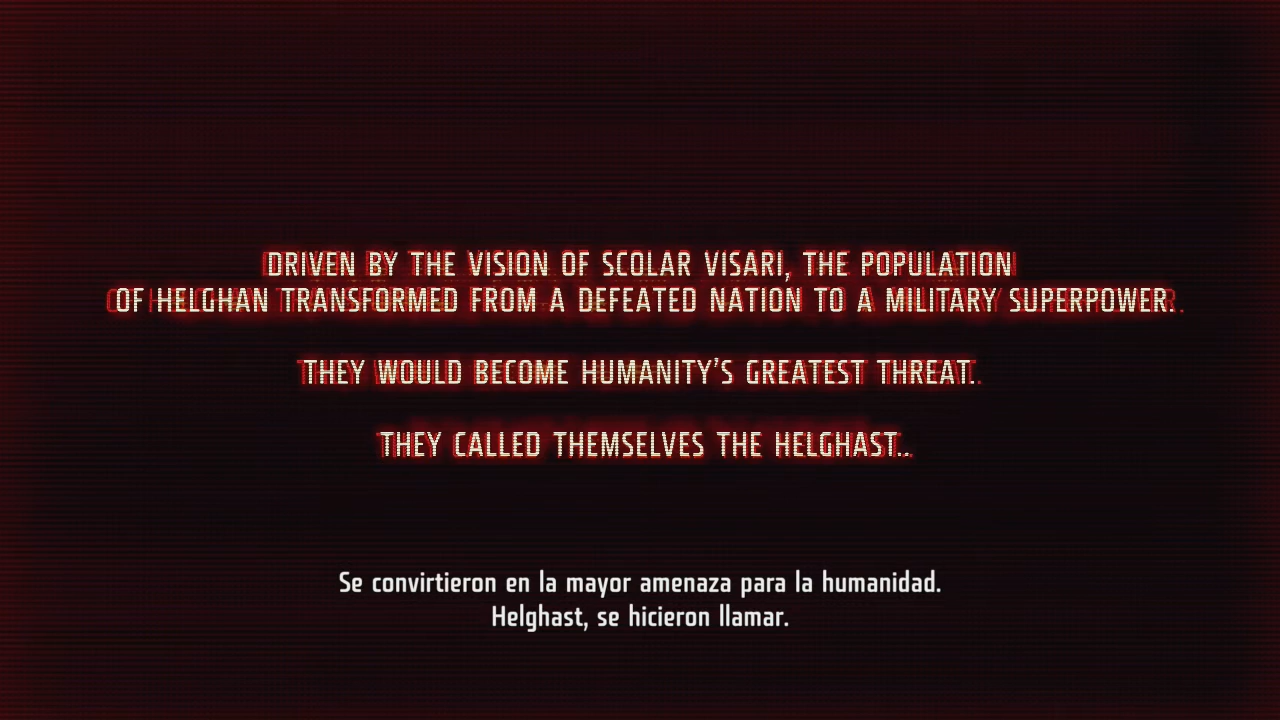 DRIVEN BY THE VISION OF SCOLAR VISARI, THE POPULATION
OF HELGHAN TRANSFORMED FROM A DEFEATED NATION TO A MILITARY SUPERPOWER.
THEY WOULD BECOME HUMANITY'S GREATEST THREAT.
THEY CALLED THEMSELVES THE HELGHAST..
Se convirtieron en la mayor amenaza para la humanidad.
Helghast, se hicieron llamar.